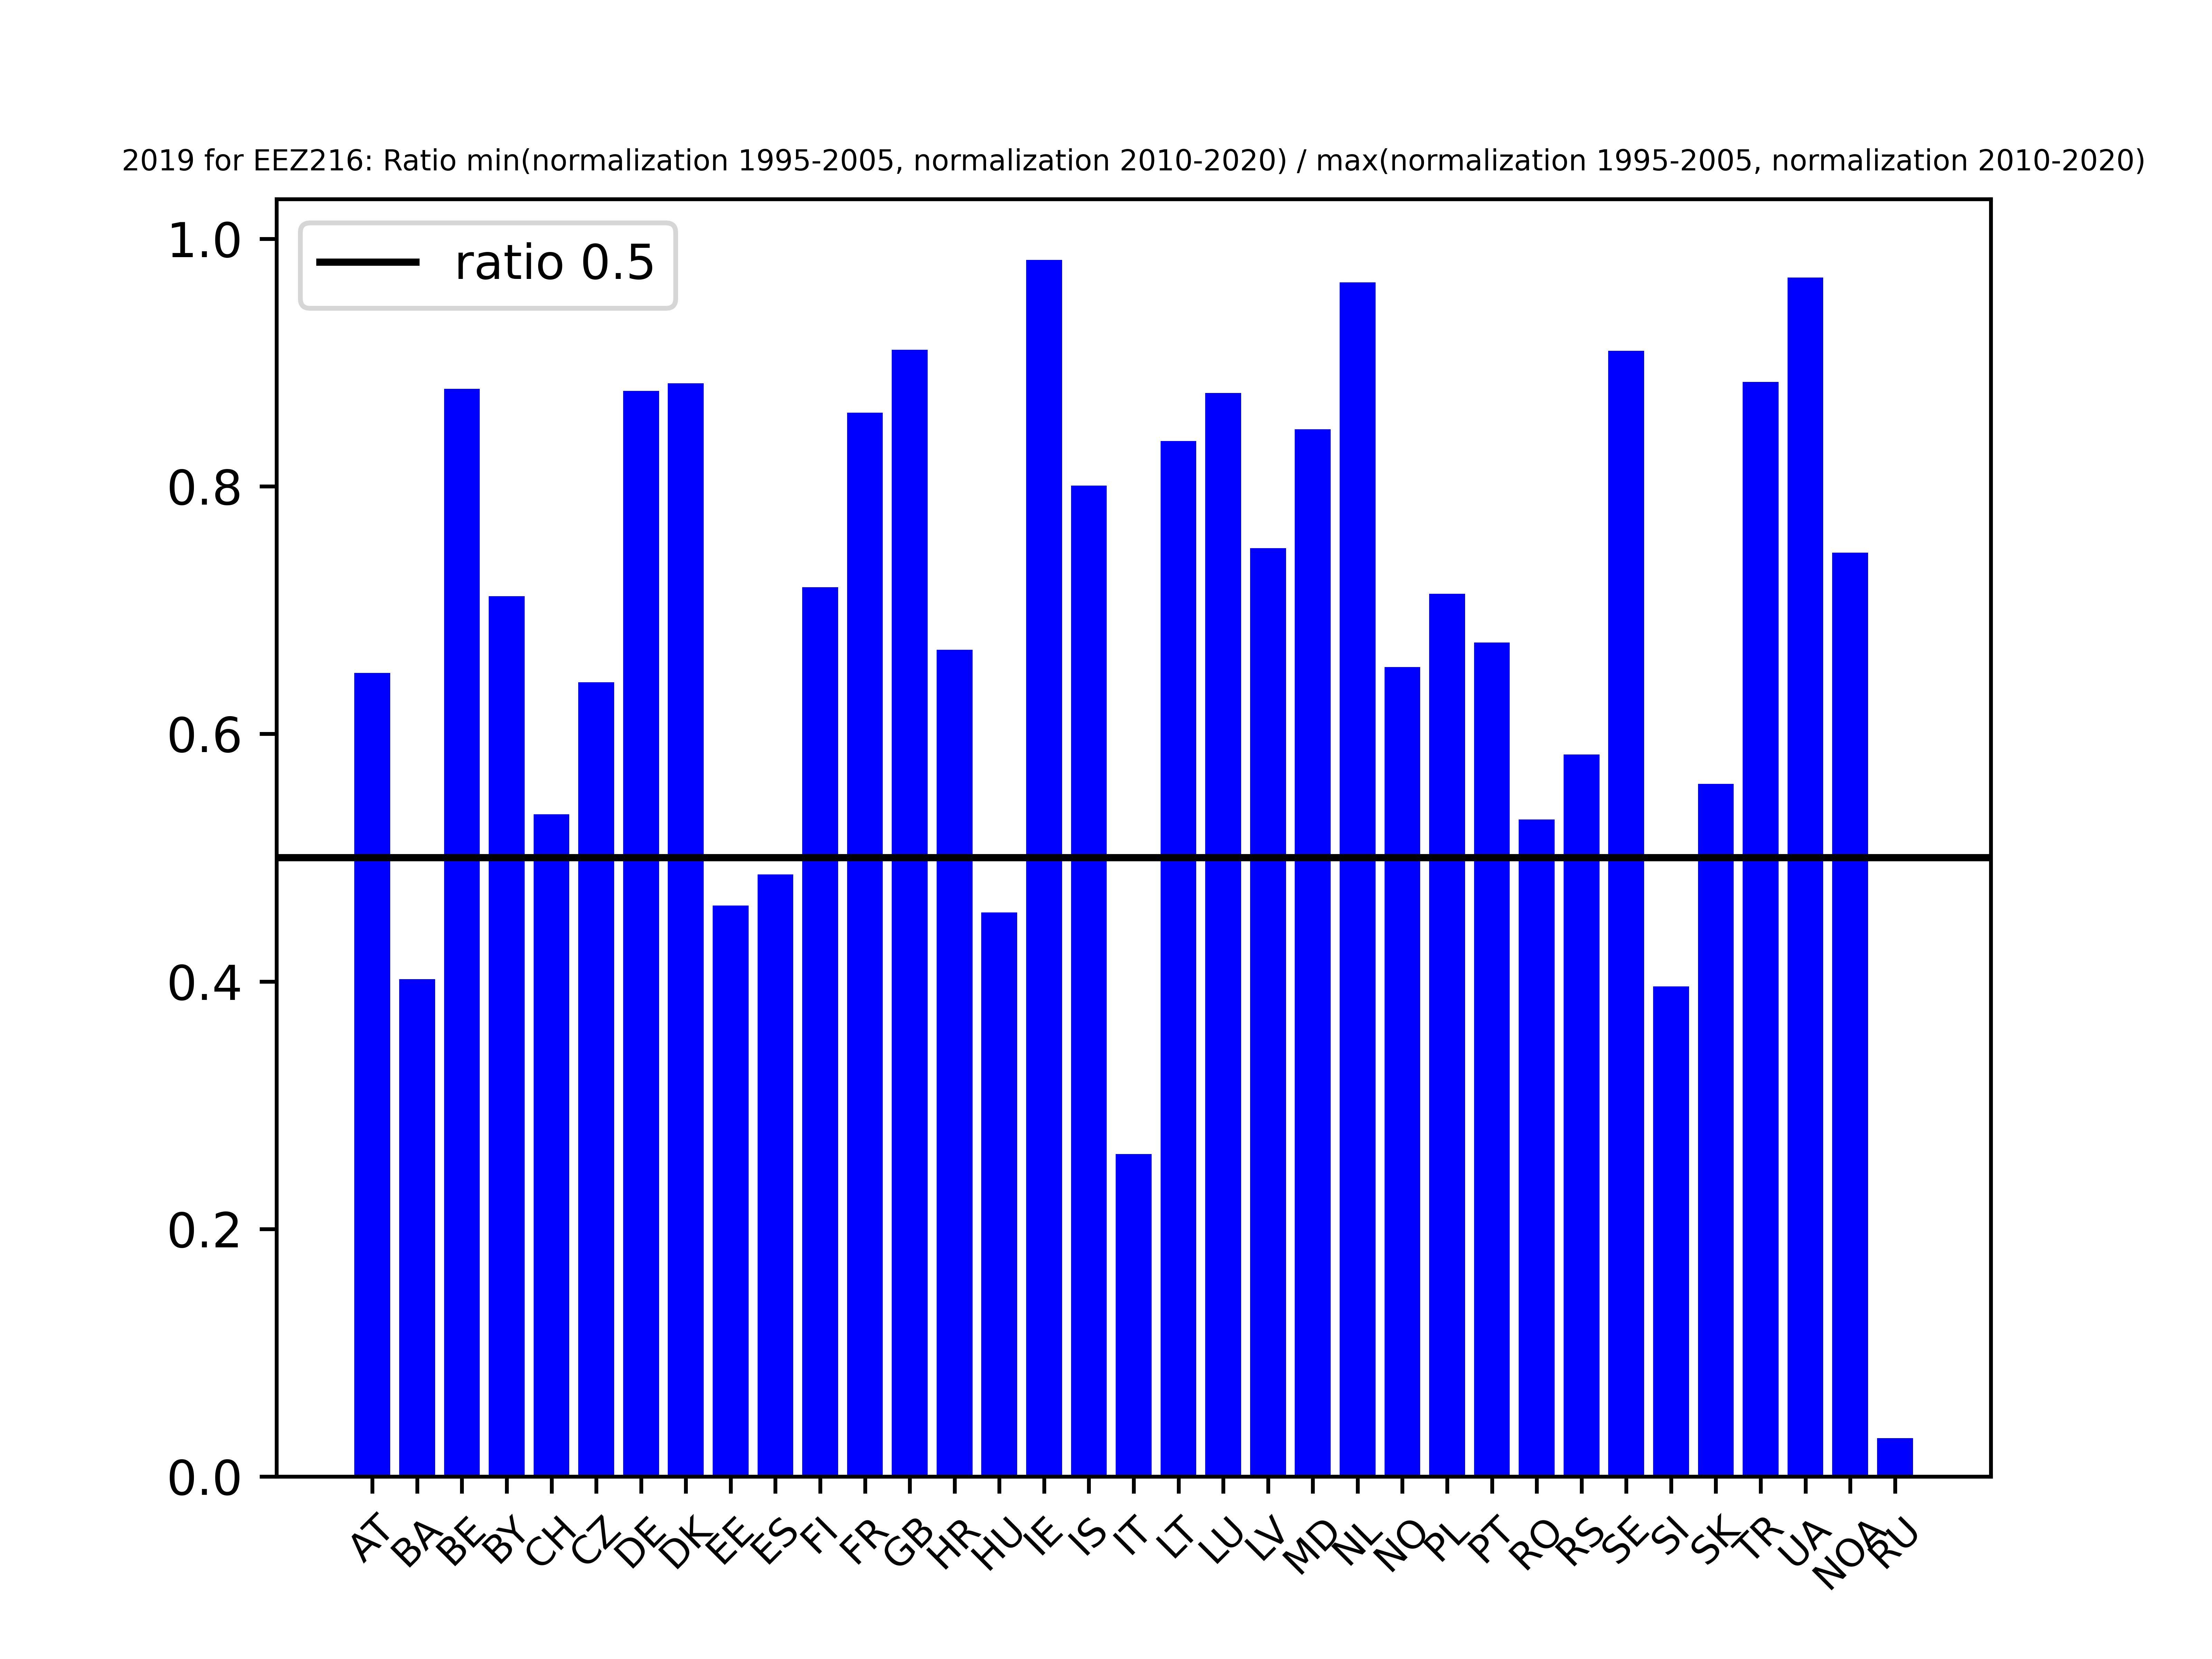 2019 for EEZ216: Ratio min(normalization 1995-2005, normalization 2010-2020) / max(normalization 1995-2005, normalization 2010-2020)
ratio 0.5
1.0
0.8
0.6
0.4
0.2
0.0
AT BA BE BY CH CZ DE DK EE ES FI FR GB HR HU IE IS IT LT LU LV MD NL NO PL PT RO RS SE SI SK TR UA NOA RU